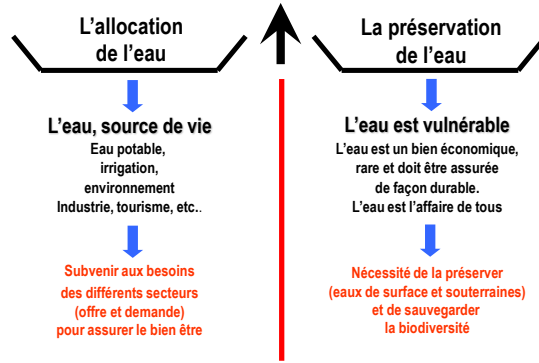 L'allocation
de l'eau
L'eau, source de vie
Eau potable,
irrigation,
environnement
Industrie, tourisme, etc..
Subvenir aux besoins
des différents secteurs
(offre et demande)
pour assurer le bien être
La préservation
de l'eau
L'eau est vulnérable
L'eau est un bien économique,
rare et doit être assurée
de façon durable.
L'eau est l'affaire de tous
Nécessité de la préserver
(eaux de surface et souterraines)
et de sauvegarder
la biodiversité